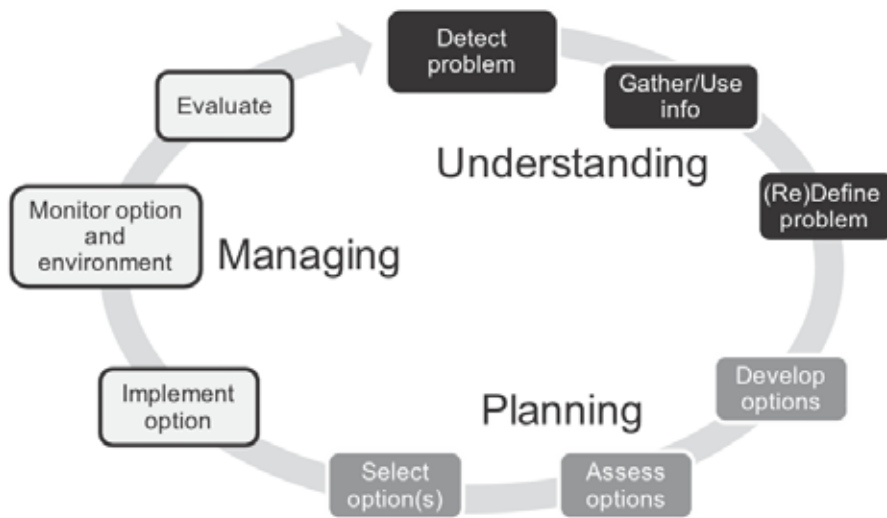 Detect
problem
Gather/Use
info
Understanding
(Re)Define
problem
Develop
options
Planning
Assess
options
Select
option(s)
Implement
option
Managing
Monitor option
and
environment
Evaluate